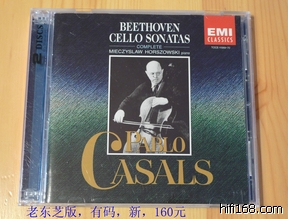 BEETHOVEN
CELLO SONATAS
COMPLETE
MIECZYSLAW HORSZOWSKI piano
EMI
CLASSICS
2 DISCS
PABLO
CASALS
老东芝版，有码，新，160元
hifi168.com